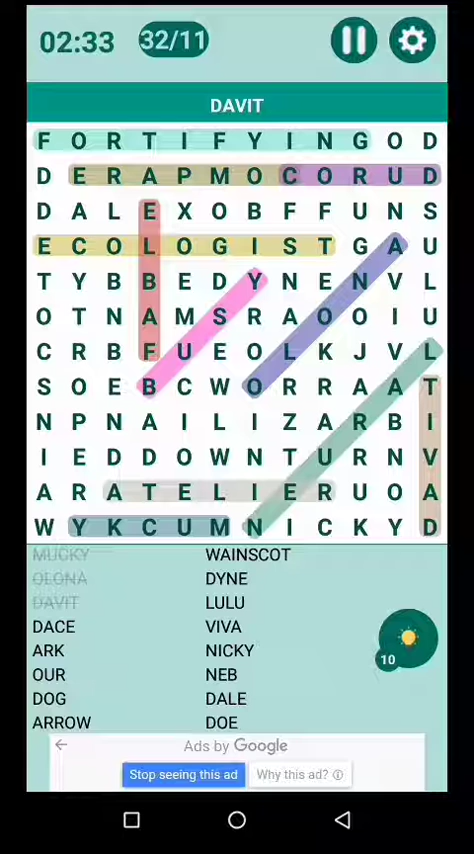 02:33 32/11
DAVIT
F O R T I F Y I N G O D
D E R A P M O C O R U D
D A L E X O B F F U N S
E C O L O G I S T G A U
T Y B B E D Y N E N V L
O T N A M S R A O O I U
C R B F U E O L K J V L
S O E B C W O R R A A T
N P N A I L I Z A R B I
I E D D O W N T U R N V
A R A T E L I E R U O A
W Y K C U M N I C K Y D
MUCKY WAINSCOT
OLONA DYNE
DAVIT LULU
DACE VIVA
ARK NICKY
OUR NEB
DOG DALE
ARROW DOE
10
Ads by Google
Stop seeing this ad Why this ad?